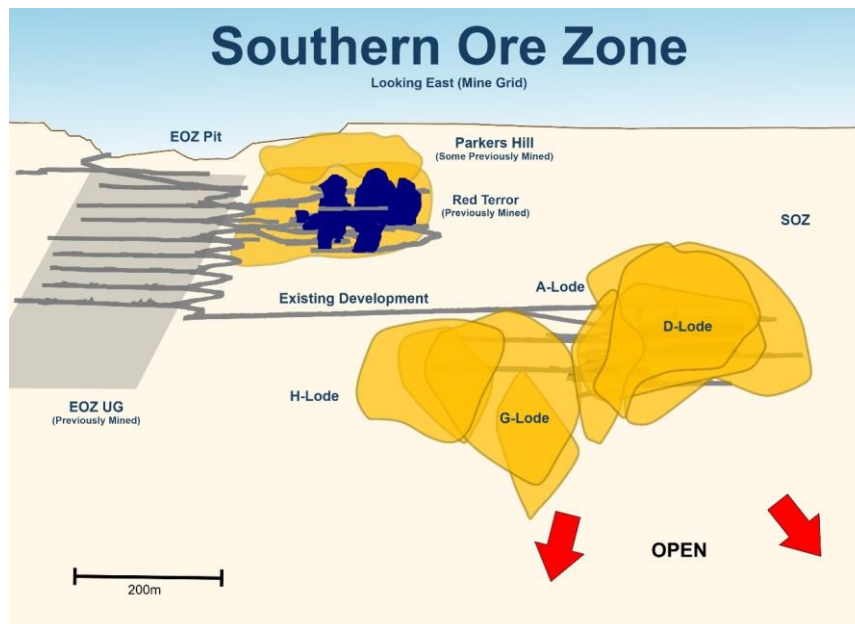 Southern Ore Zone
Looking East (Mine Grid)
EOZ Pit
Parkers Hill
(Some Previously Mined)
Red Terror
(Previously Mined)
SOZ
A-Lode
Existing Development
D-Lode
H-Lode
G-Lode
EOZ UG
(Previously Mined)
OPEN
200m